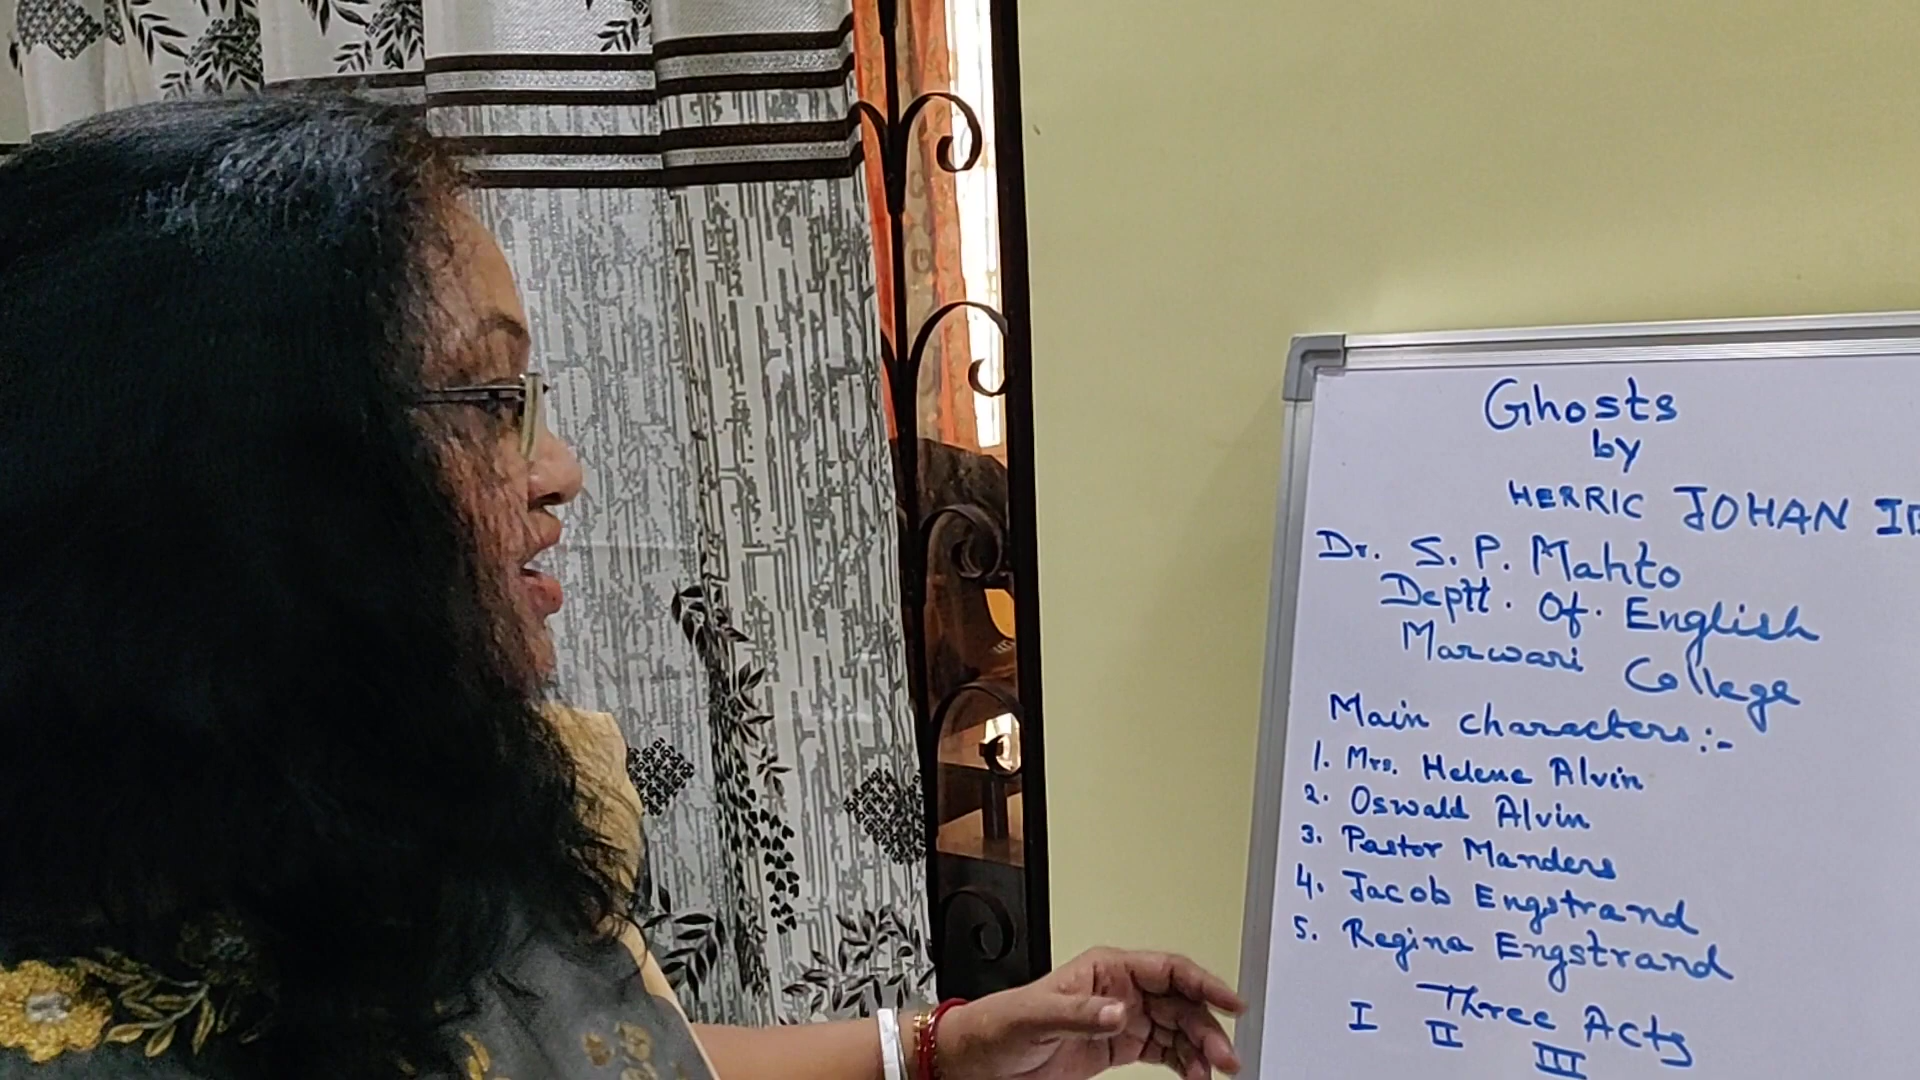 Ghosts
by
HERRIC JOHAN
Dr. S. P. Mahto
Deptt. Of. English
Marwari College
Main characters:-
1. Mrs. Helene Alvin
2. Oswald Alvin
3. Pastor Manders
4. Jacob Engstrand
5. Regina Engstrand
Three Acts
I II III